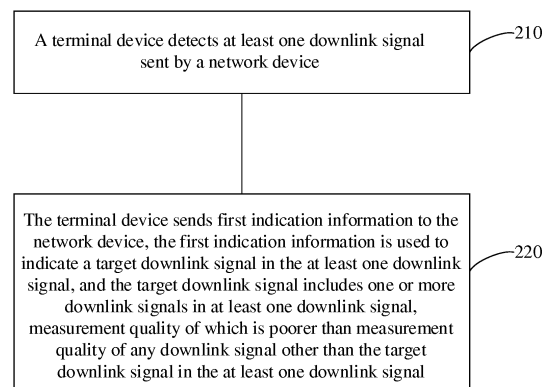 A terminal device detects at least one downlink signal
sent by a network device
210
The terminal device sends first indication information to the
network device, the first indication information is used to
indicate a target downlink signal in the at least one downlink
signal, and the target downlink signal includes one or more
downlink signals in at least one downlink signal,
measurement quality of which is poorer than measurement
quality of any downlink signal other than the target
downlink signal in the at least one downlink signal
220